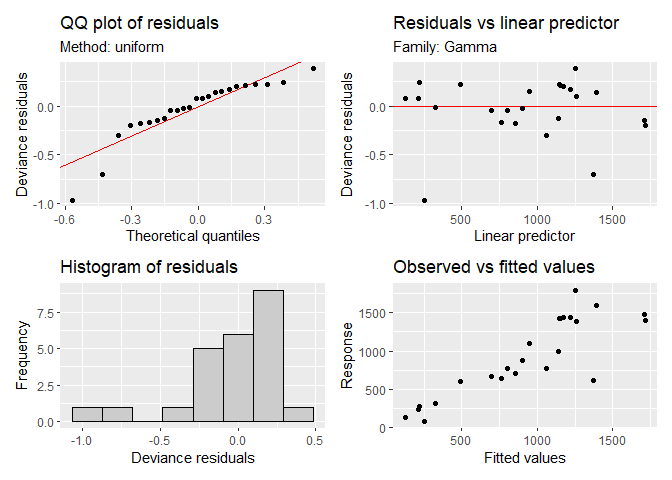 QQ plot of residuals
Method: uniform
Deviance residuals
0.0
-0.5
-1.0
-0.6
-0.3
0.0
0.3
Theoretical quantiles
Residuals vs linear predictor
Family: Gamma
Deviance residuals
0.0
-0.5
-1.0
500
1000
1500
Linear predictor
Histogram of residuals
Frequency
7.5
5.0
2.5
0.0
-1.0
-0.5
0.0
0.5
Deviance residuals
Observed vs fitted values
Response
1500
1000
500
0
500
1000
1500
Fitted values